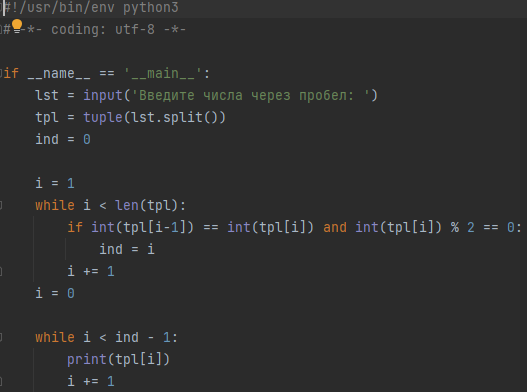 #!/usr/bin/env python3
# -*- coding: utf-8 -*-

if __name__ == '__main__':
    lst = input('Введите числа через пробел: ')
    tpl = tuple(lst.split())
    ind = 0

    i = 1
    while i < len(tpl):
        if int(tpl[i-1]) == int(tpl[i]) and int(tpl[i]) % 2 == 0:
            ind = i
        i += 1
    i = 0

    while i < ind - 1:
        print(tpl[i])
        i += 1